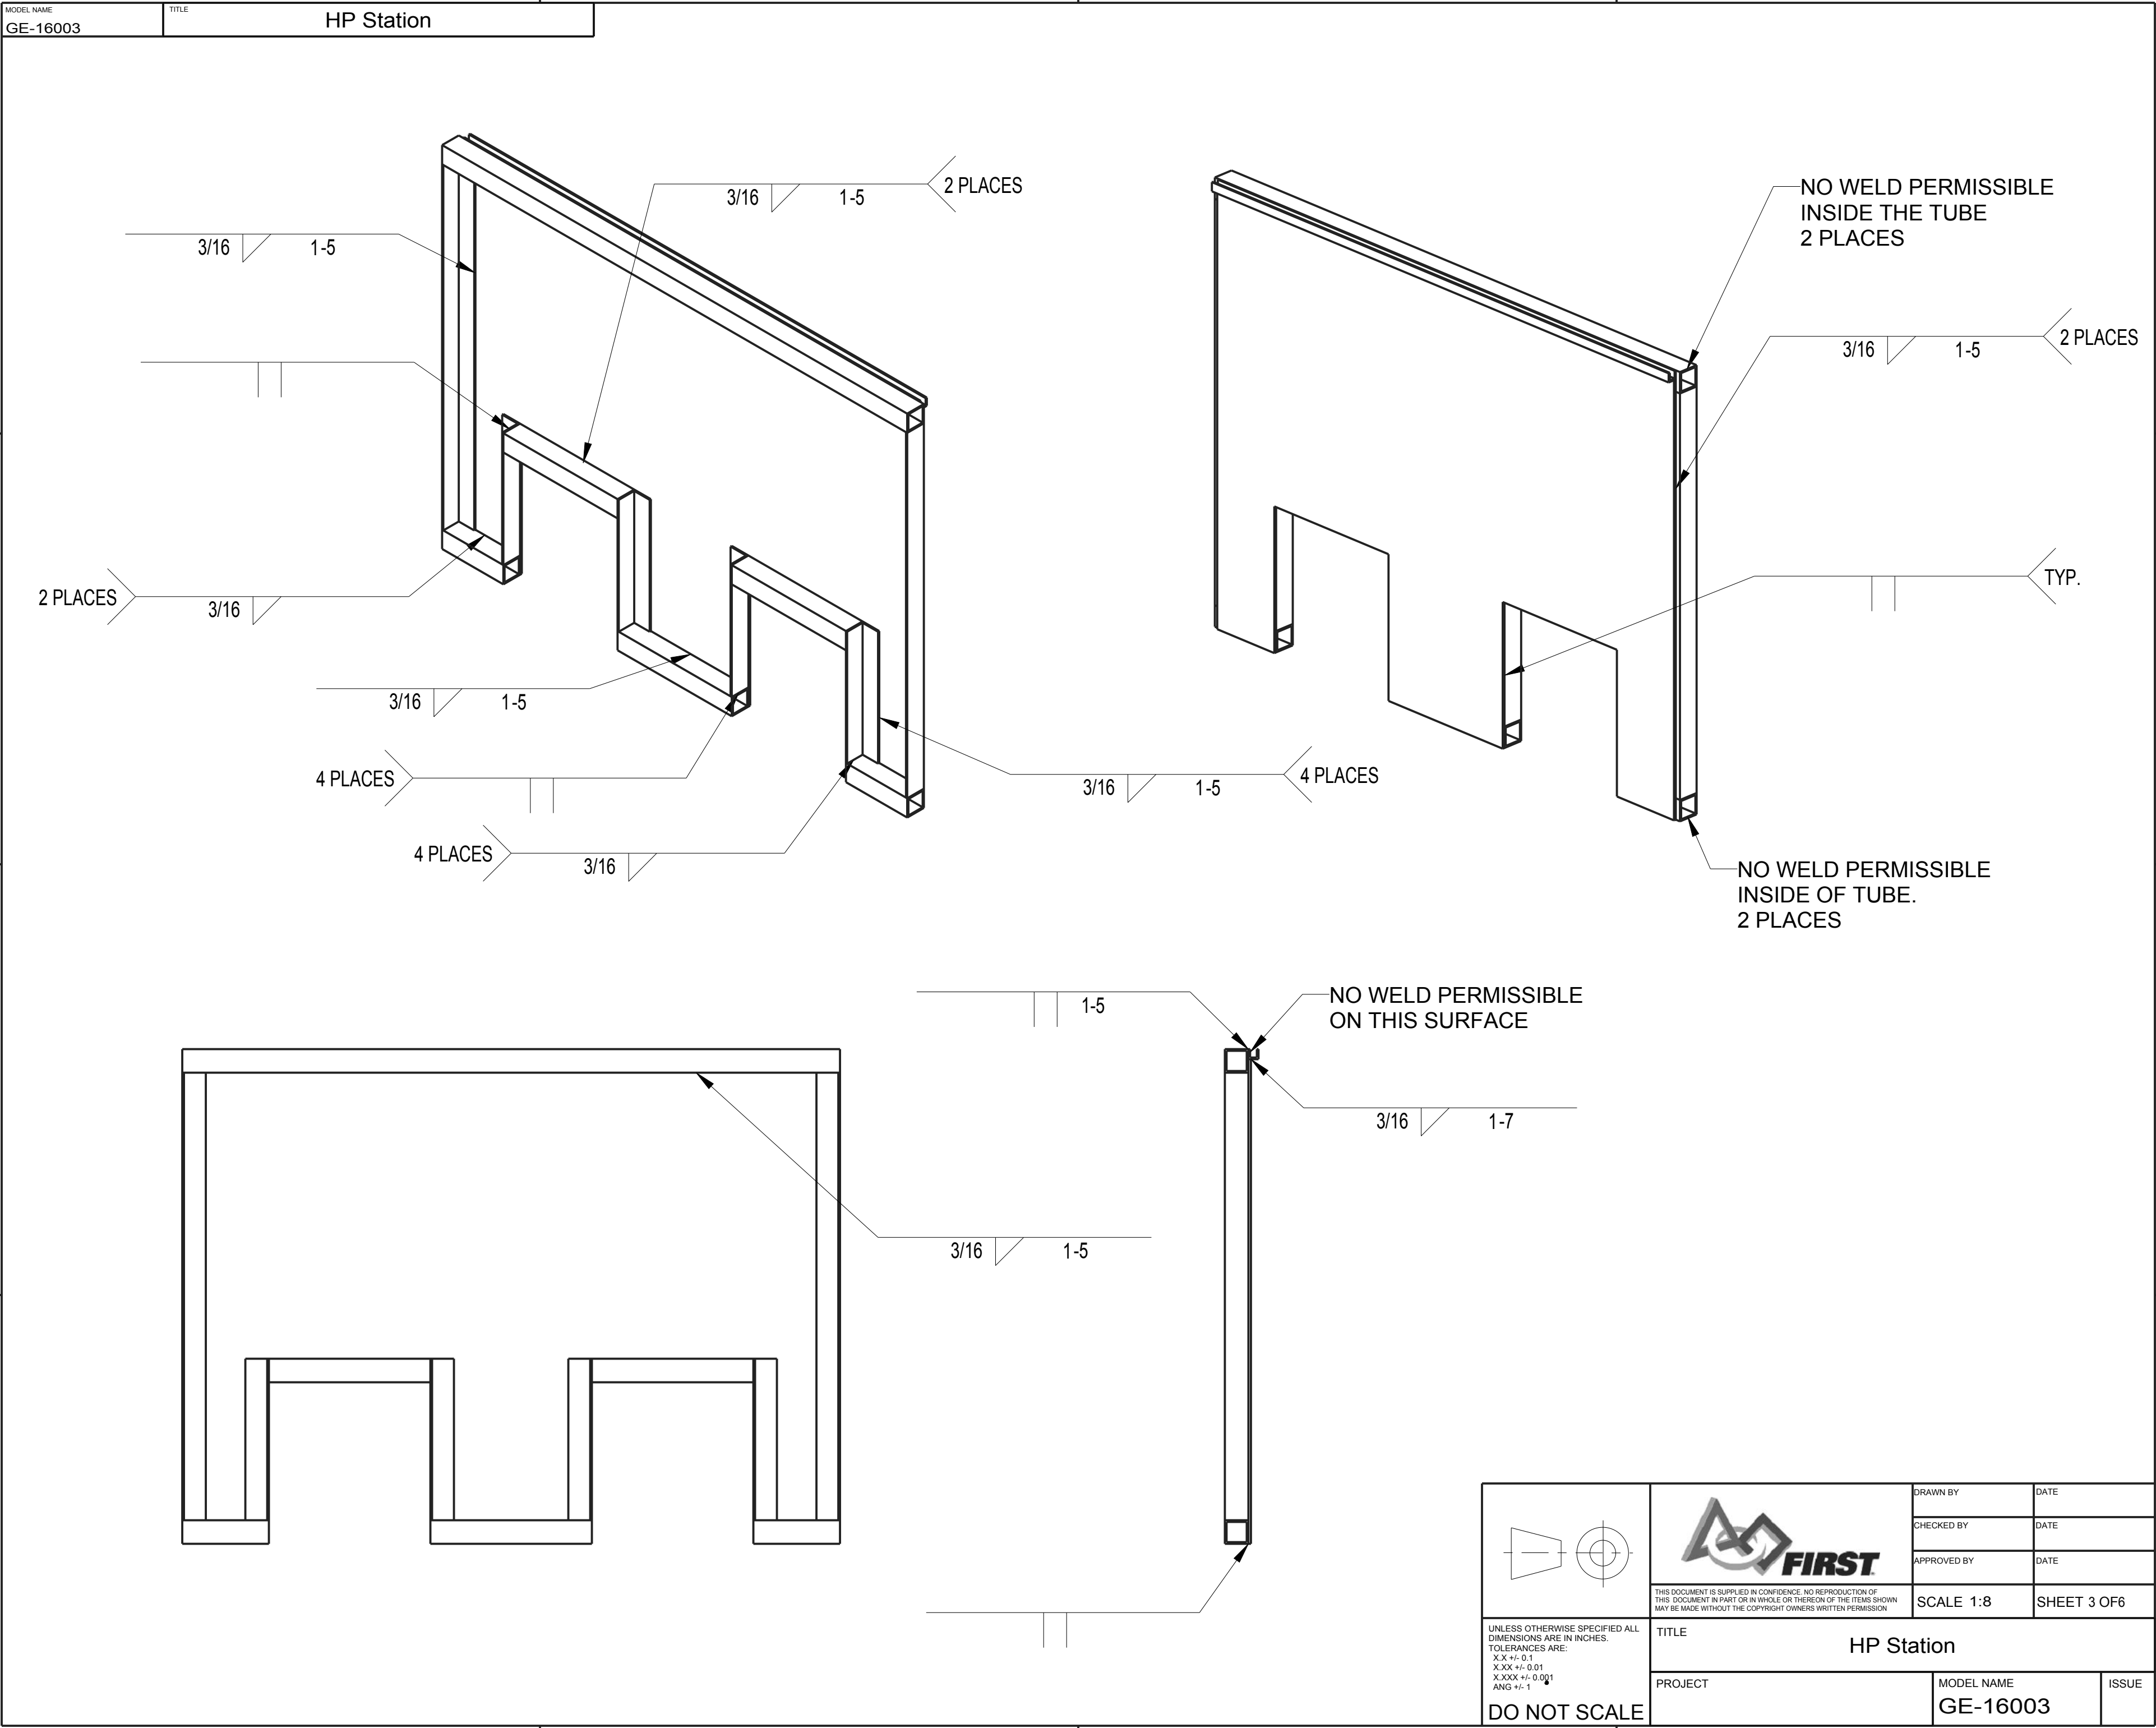 MODEL NAME
GE-16003
TITLE
HP Station
3/16 1-5 2 PLACES
3/16 1-5
2 PLACES 3/16
3/16 1-5
4 PLACES
4 PLACES 3/16
3/16 1-5 4 PLACES
NO WELD PERMISSIBLE
INSIDE THE TUBE
2 PLACES
3/16 1-5 2 PLACES
TYP.
NO WELD PERMISSIBLE
INSIDE OF TUBE.
2 PLACES
1-5
NO WELD PERMISSIBLE
ON THIS SURFACE
3/16 1-7
3/16 1-5
FIRST
THIS DOCUMENT IS SUPPLIED IN CONFIDENCE. NO REPRODUCTION OF
THIS DOCUMENT IN PART OR IN WHOLE OR THEREON OF THE ITEMS SHOWN
MAY BE MADE WITHOUT THE COPYRIGHT OWNERS WRITTEN PERMISSION
DRAWN BY DATE
CHECKED BY DATE
APPROVED BY DATE
SCALE 1:8 SHEET 3 OF6
UNLESS OTHERWISE SPECIFIED ALL
DIMENSIONS ARE IN INCHES.
TOLERANCES ARE:
X.X +/- 0.1
X.XX +/- 0.01
X.XXX +/- 0.001
ANG +/- 1
DO NOT SCALE
TITLE
HP Station
PROJECT
MODEL NAME
GE-16003
ISSUE